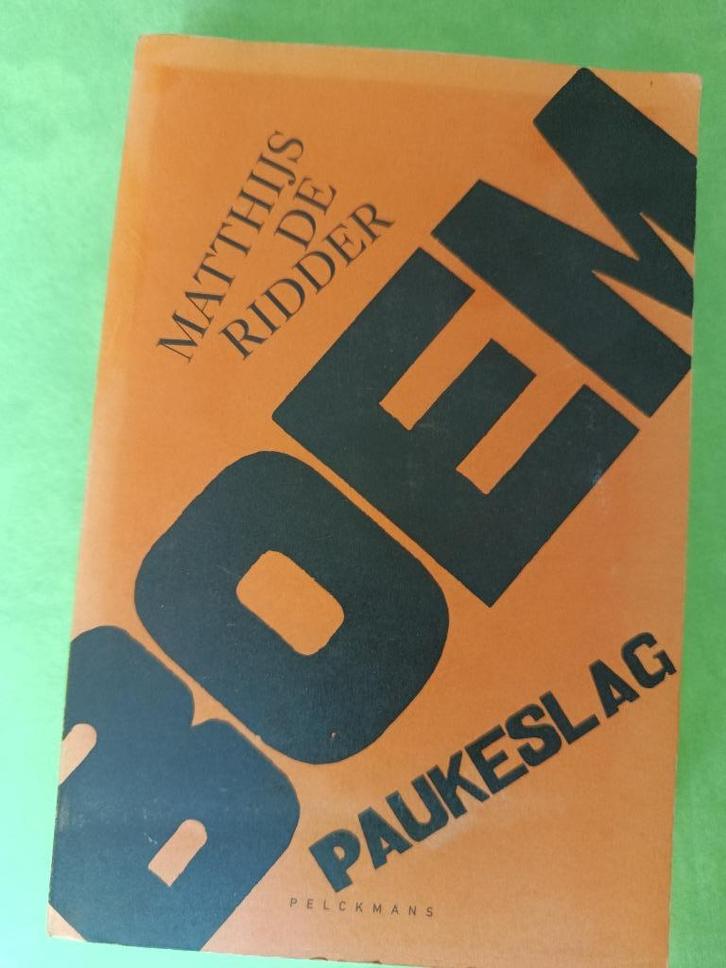 MATTHIJS
DE
RIDDER
BOEM
PAUKESLAG
PELCKMANS